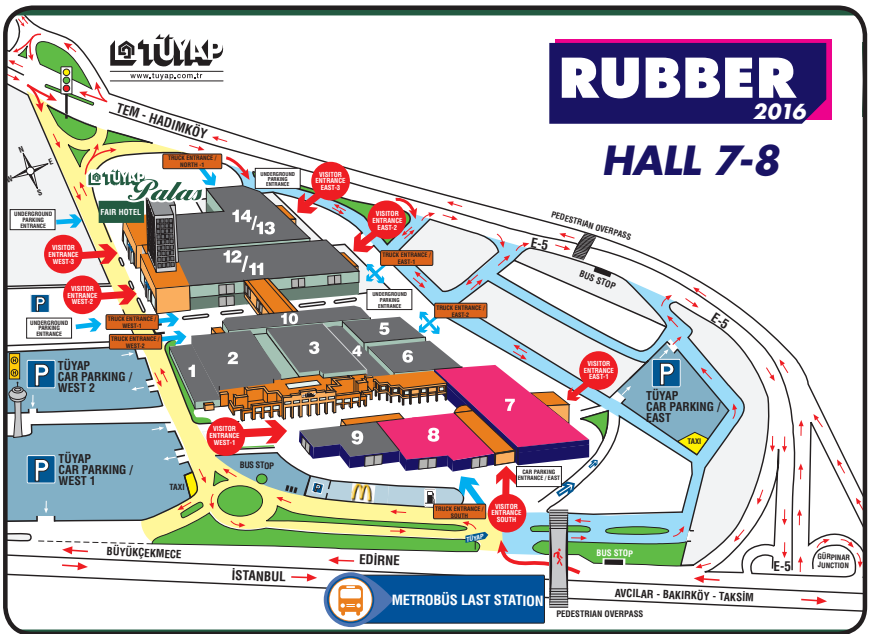 TÜYAP
www.tuyap.com.tr
RUBBER
2016
HALL 7-8
TEM - HADIMKÖY
N
N
E
S
S
TRUCK ENTRANCE /
NORTH -1
UNDERGROUND
PARKING
ENTRANCE
VISITOR
ENTRANCE
EAST-3
TÜYAP
Palas
FAIR HOTEL
UNDERGROUND
PARKING
ENTRANCE
14/13
VISITOR
ENTRANCE
EAST-2
PEDESTRIAN OVERPASS
E-5
BUS STOP
VISITOR
ENTRANCE
WEST-3
12/11
TRUCK ENTRANCE /
EAST-1
VISITOR
ENTRANCE
WEST-2
UNDERGROUND
PARKING
ENTRANCE
P
UNDERGROUND
PARKING
ENTRANCE
TRUCK ENTRANCE /
WEST-1
TRUCK ENTRANCE /
WEST-2
TRUCK ENTRANCE /
EAST-2
E-5
10
5
1
2
3
4
6
P
TÜYAP
CAR PARKING /
WEST 2
VISITOR
ENTRANCE
EAST-1
P
TÜYAP
CAR PARKING /
EAST
TAXI
7
8
9
VISITOR
ENTRANCE
WEST-1
P
TÜYAP
CAR PARKING /
WEST 1
TAXI
BUS STOP
CAR PARKING
ENTRANCE / EAST
TRUCK ENTRANCE /
SOUTH
VISITOR
ENTRANCE
SOUTH
TÜYAP
BÜYÜKÇEKMECE
EDİRNE
İSTANBUL
BUS STOP
E-5
GÜRPINAR
JUNCTION
METROBÜS LAST STATION
AVCILAR - BAKIRKÖY - TAKSİM
PEDESTRIAN OVERPASS